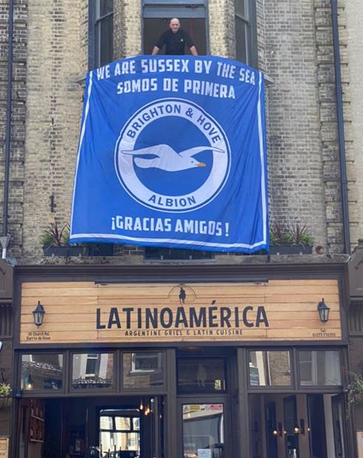 WE ARE SUSSEX BY THE SEA
SOMOS DE PRIMERA
BRIGHTON & HOVE
ALBION
¡GRACIAS AMIGOS!
LATINOAMÉRICA
ARGENTINE GRILL & LATIN CUISINE